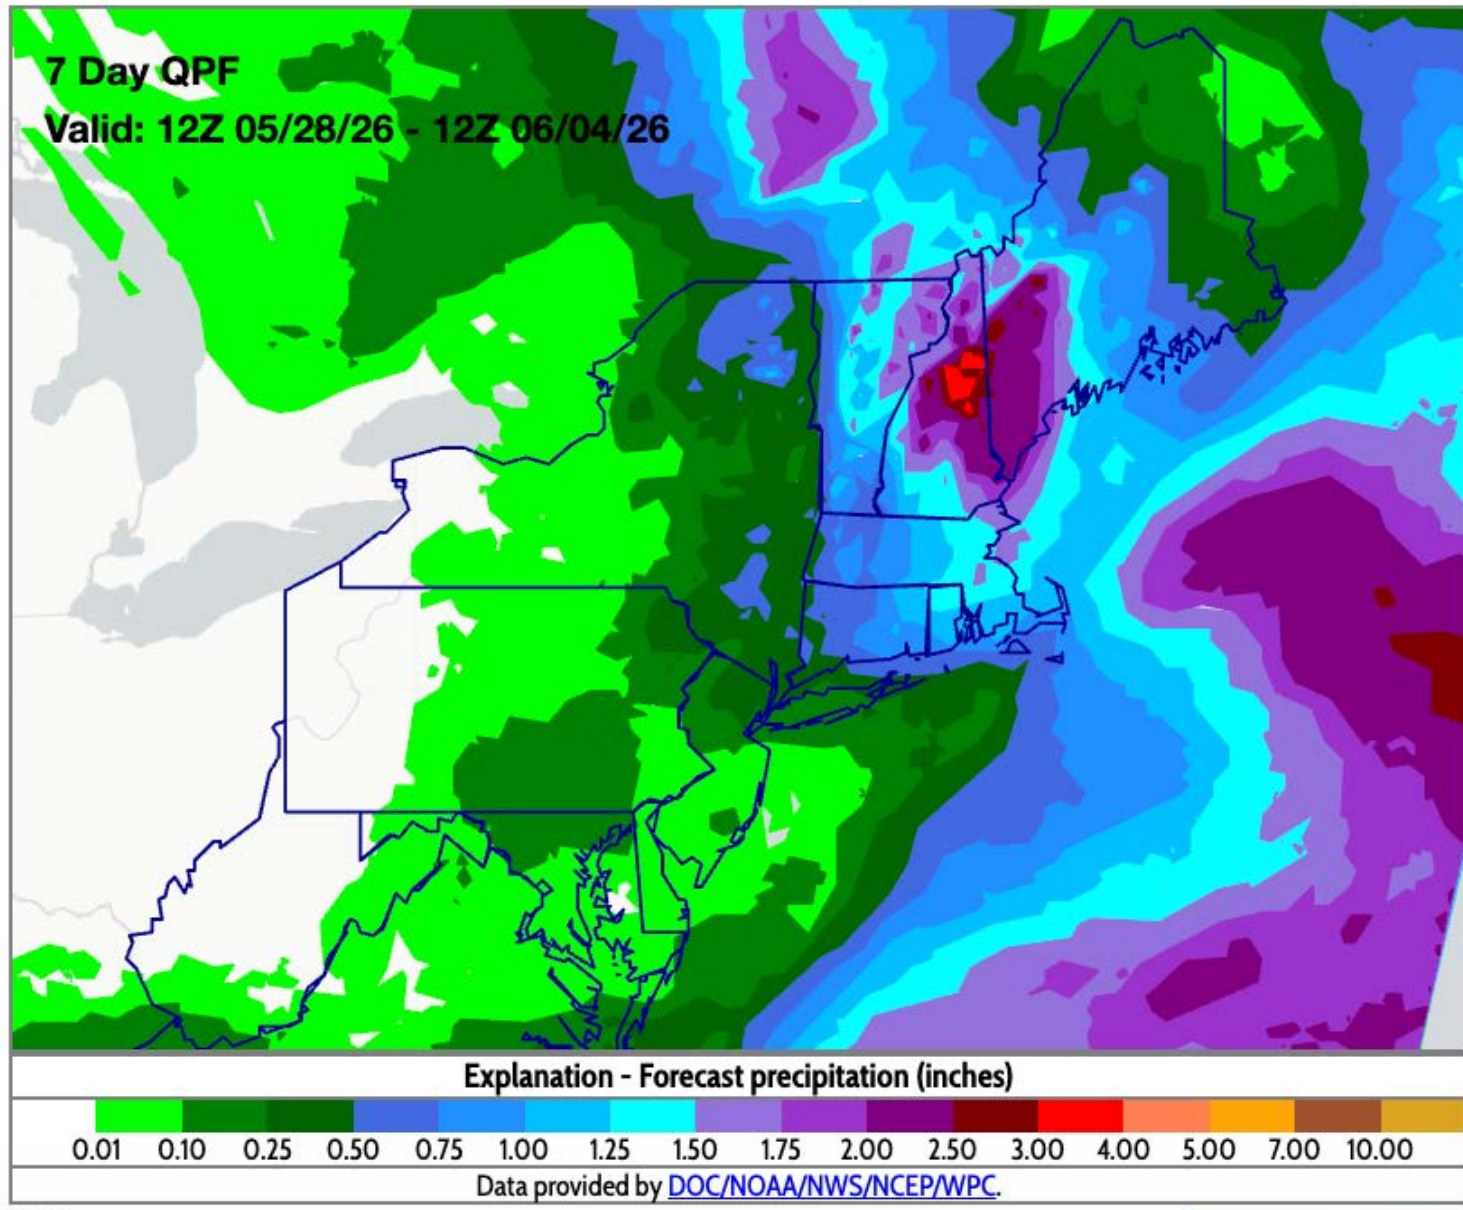 7 Day QPF
Valid: 12Z 05/28/26 - 12Z 06/04/26
Explanation - Forecast precipitation (inches)
0.01 0.10 0.25 0.50 0.75 1.00 1.25 1.50 1.75 2.00 2.50 3.00 4.00 5.00 7.00 10.00
Data provided by DOC/NOAA/NWS/NCEP/WPC.